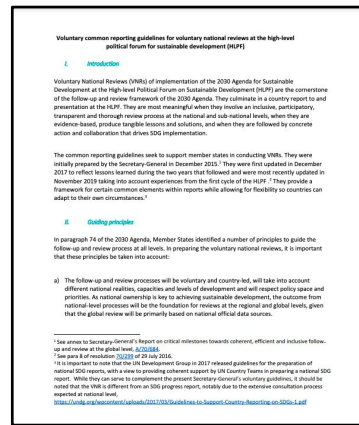 Voluntary common reporting guidelines for voluntary national reviews at the high-level
political forum for sustainable development (HLPF)
I. Introduction
Voluntary National Reviews (VNRs) of implementation of the 2030 Agenda for Sustainable
Development at the High-level Political Forum on Sustainable Development (HLPF) are the cornerstone
of the follow-up and review framework of the 2030 Agenda. They culminate in a country report to and
presentation at the HLPF. They are most meaningful when they involve an inclusive, participatory,
transparent and thorough review process at the national and sub-national levels, when they are
evidence-based, produce tangible lessons and solutions, and when they are followed by concrete
action and collaboration that drives SDG implementation.
The common reporting guidelines seek to support member states in conducting VNRs. They were
initially prepared by the Secretary-General in December 2015.1 They were first updated in December
2017 to reflect lessons learned during the two years that followed and were most recently updated in
November 2019 taking into account experiences from the first cycle of the HLPF .2 They provide a
framework for certain common elements within reports while allowing for flexibility so countries can
adapt to their own circumstances.3
II. Guiding principles
In paragraph 74 of the 2030 Agenda, Member States identified a number of principles to guide the
follow-up and review process at all levels. In preparing the voluntary national reviews, it is important
that these principles be taken into account:
a) The follow-up and review processes will be voluntary and country-led, will take into account
different national realities, capacities and levels of development and will respect policy space and
priorities. As national ownership is key to achieving sustainable development, the outcome from
national-level processes will be the foundation for reviews at the regional and global levels, given
that the global review will be primarily based on national official data sources.
1 See annex to Secretary-General's Report on critical milestones towards coherent, efficient and inclusive follow-
up and review at the global level, A/70/684.
2 See para 8 of resolution 70/299 of 29 July 2016.
3 It is important to note that the UN Development Group in 2017 released guidelines for the preparation of
national SDG reports, with a view to providing coherent support by UN Country Teams in preparing a national SDG
report. While they can serve to complement the present Secretary-General's voluntary guidelines, it should be
noted that the VNR is different from an SDG progress report, notably due to the extensive consultation process
expected at national level,
https://undg.org/wpcontent/uploads/2017/03/Guidelines-to-Support-Country-Reporting-on-SDGs-1.pdf